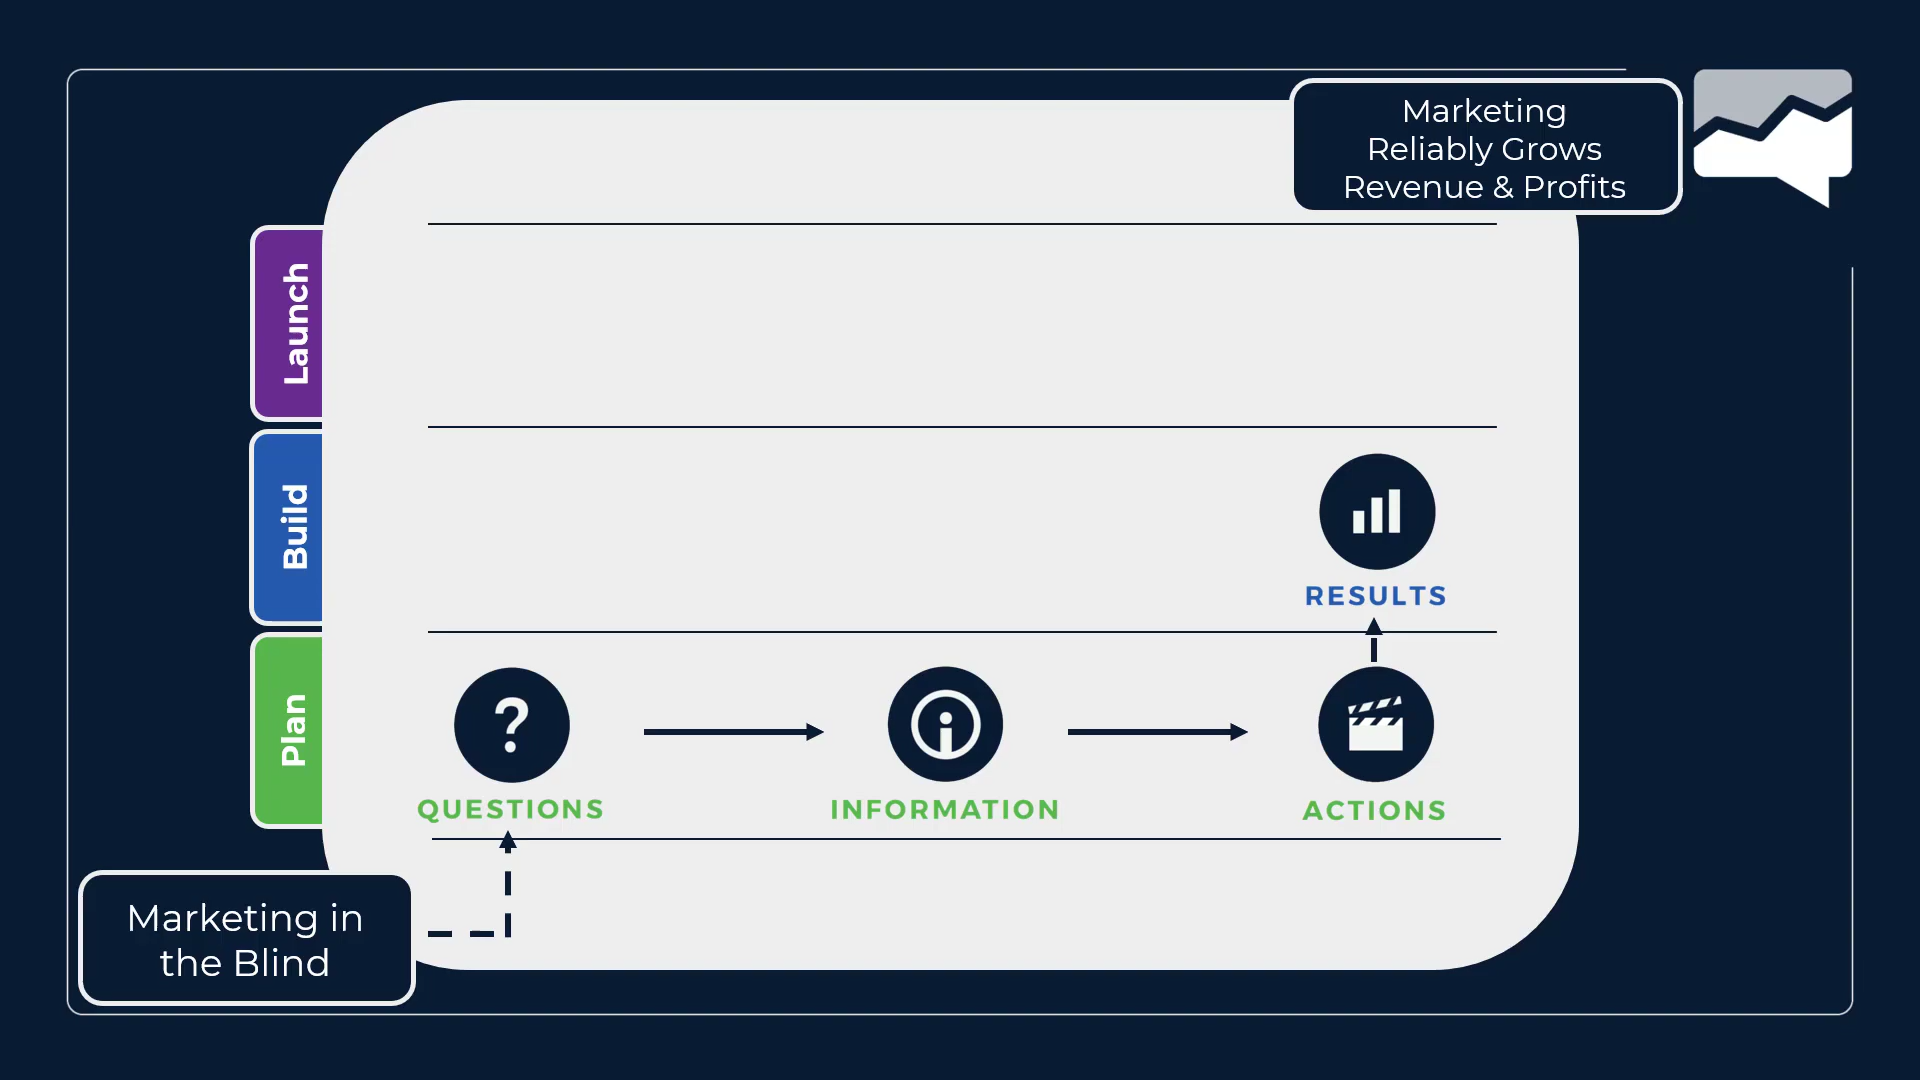 Marketing
Reliably Grows
Revenue & Profits
Launch
Build
RESULTS
Plan
?
QUESTIONS
INFORMATION
ACTIONS
Marketing in
the Blind